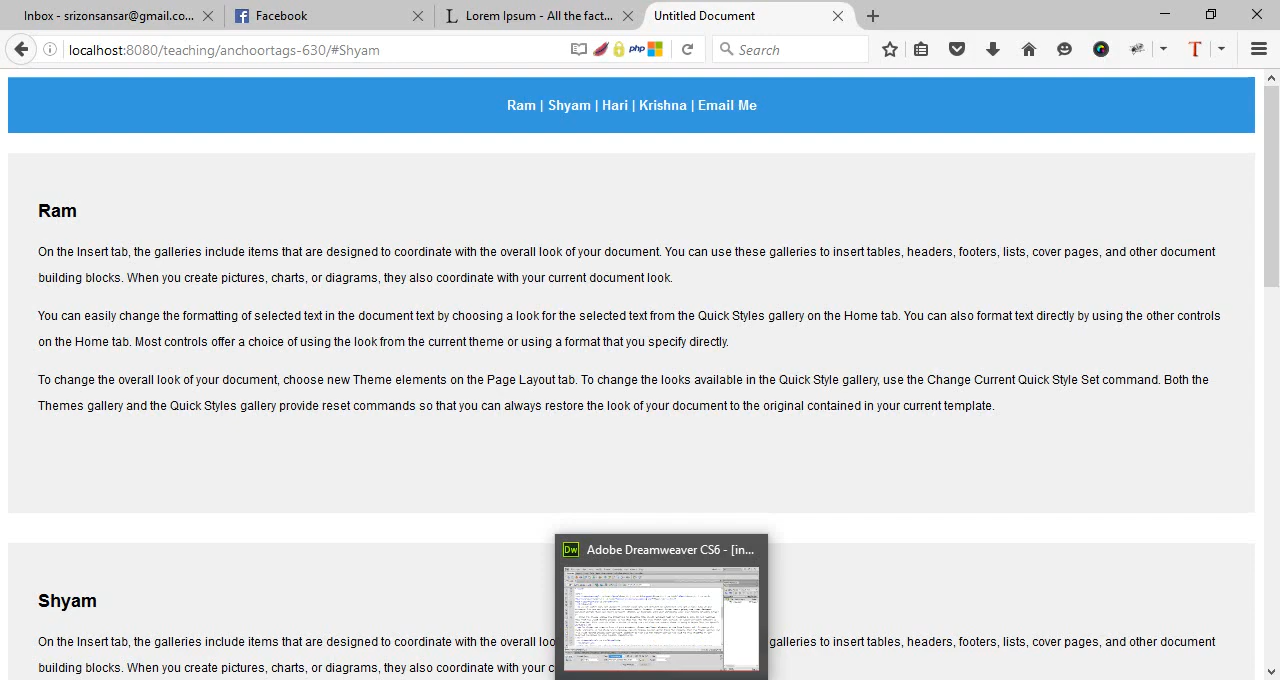 Inbox - srizonsansar@gmail.co...
Facebook
Lorem Ipsum - All the fact...
Untitled Document
localhost:8080/teaching/anchoortags-630/#Shyam
php
Search
Ram | Shyam | Hari | Krishna | Email Me
Ram
On the Insert tab, the galleries include items that are designed to coordinate with the overall look of your document. You can use these galleries to insert tables, headers, footers, lists, cover pages, and other document
building blocks. When you create pictures, charts, or diagrams, they also coordinate with your current document look.
You can easily change the formatting of selected text in the document text by choosing a look for the selected text from the Quick Styles gallery on the Home tab. You can also format text directly by using the other controls
on the Home tab. Most controls offer a choice of using the look from the current theme or using a format that you specify directly.
To change the overall look of your document, choose new Theme elements on the Page Layout tab. To change the looks available in the Quick Style gallery, use the Change Current Quick Style Set command. Both the
Themes gallery and the Quick Styles gallery provide reset commands so that you can always restore the look of your document to the original contained in your current template.
Dw Adobe Dreamweaver CS6 - [in...
Shyam
On the Insert tab, the galleries include items that are designed to coordinate with the overall loo galleries to insert tables, headers, footers, lists, cover pages, and other document
building blocks. When you create pictures, charts, or diagrams, they also coordinate with your c